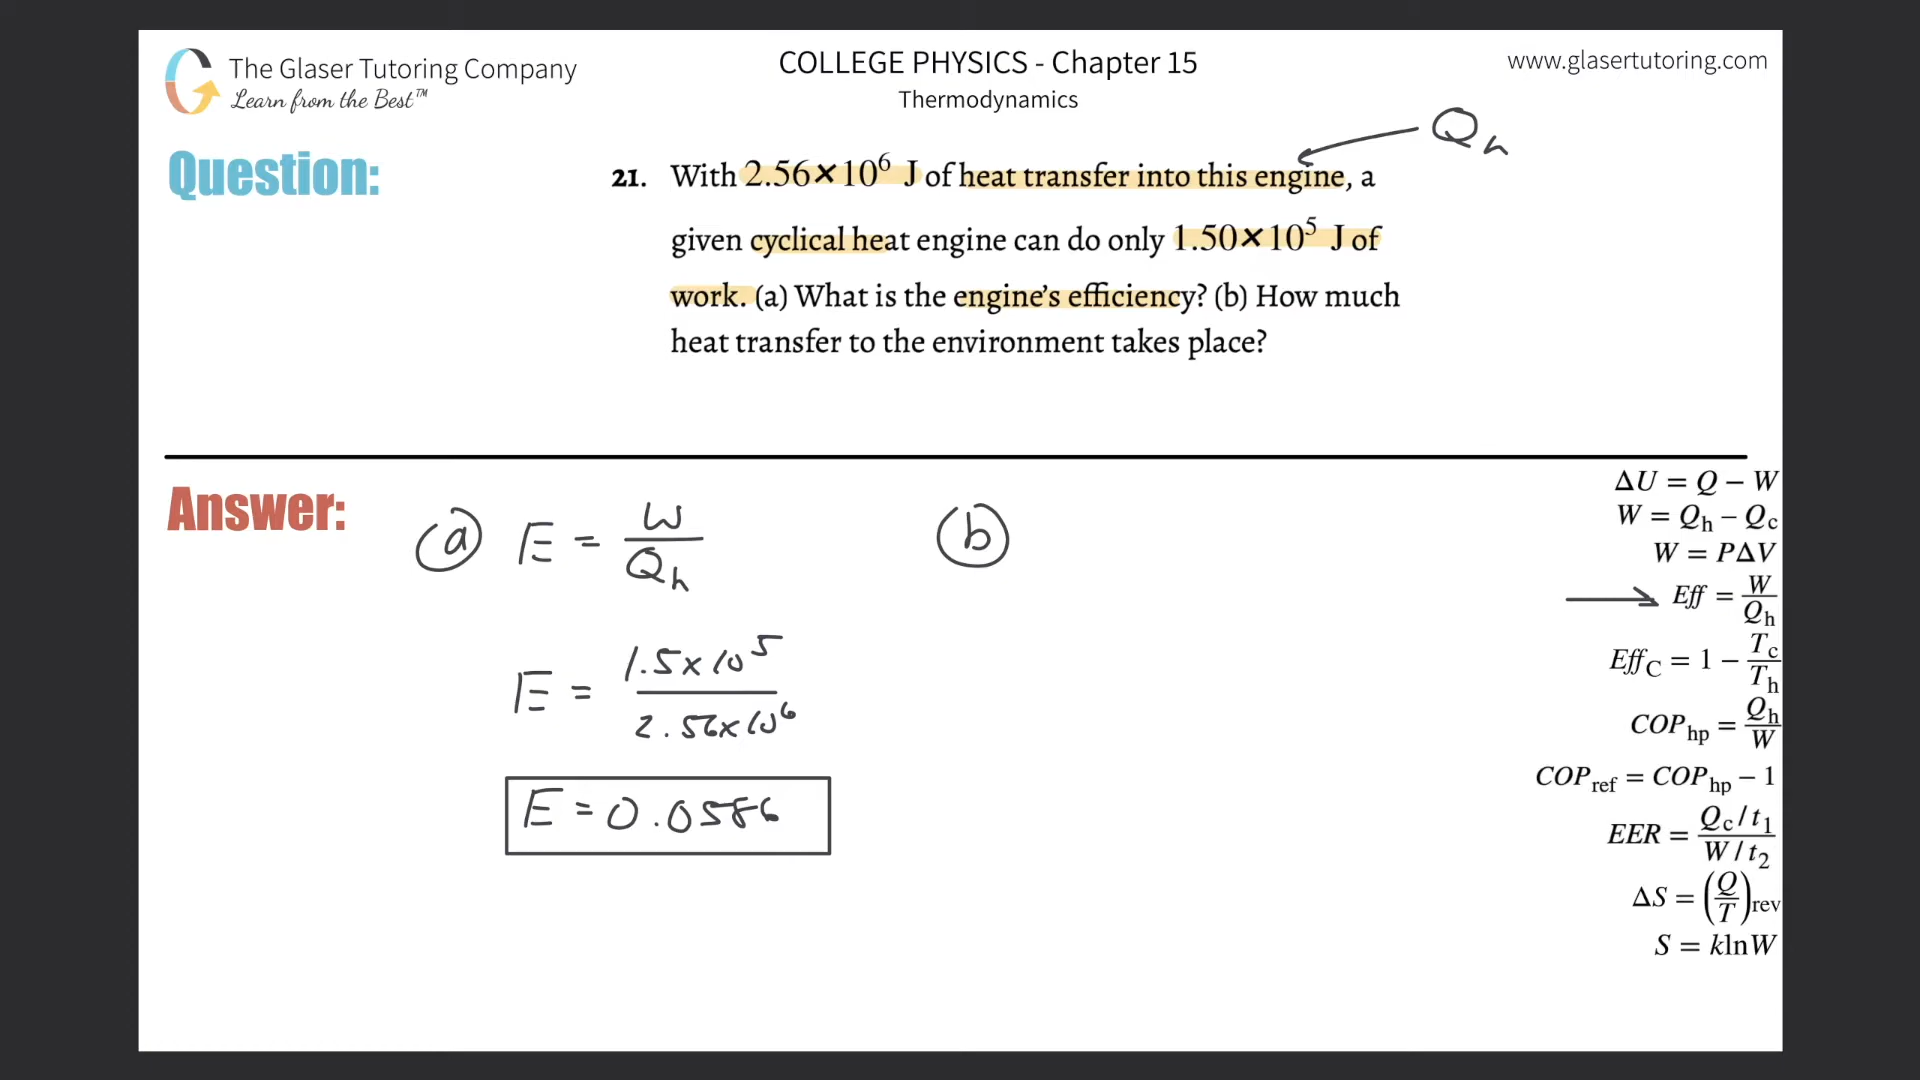 The Glaser Tutoring Company
Learn from the Best™
COLLEGE PHYSICS - Chapter 15
Thermodynamics
www.glasertutoring.com
Qh
Question:
21. With 2.56×10⁶ J of heat transfer into this engine, a
given cyclical heat engine can do only 1.50×10⁵ J of
work. (a) What is the engine's efficiency? (b) How much
heat transfer to the environment takes place?
Answer:
(a) E = W/Qh
E = 1.5x10⁵/2.56x10⁶
E = 0.0586
(b)
ΔU = Q − W
W = Qh − Qc
W = PΔV
→ Eff = W/Qh
EffC = 1 − Tc/Th
COPhp = Qh/W
COPref = COPhp − 1
EER = (Qc/t₁)/(W/t₂)
ΔS = (Q/T)rev
S = klnW